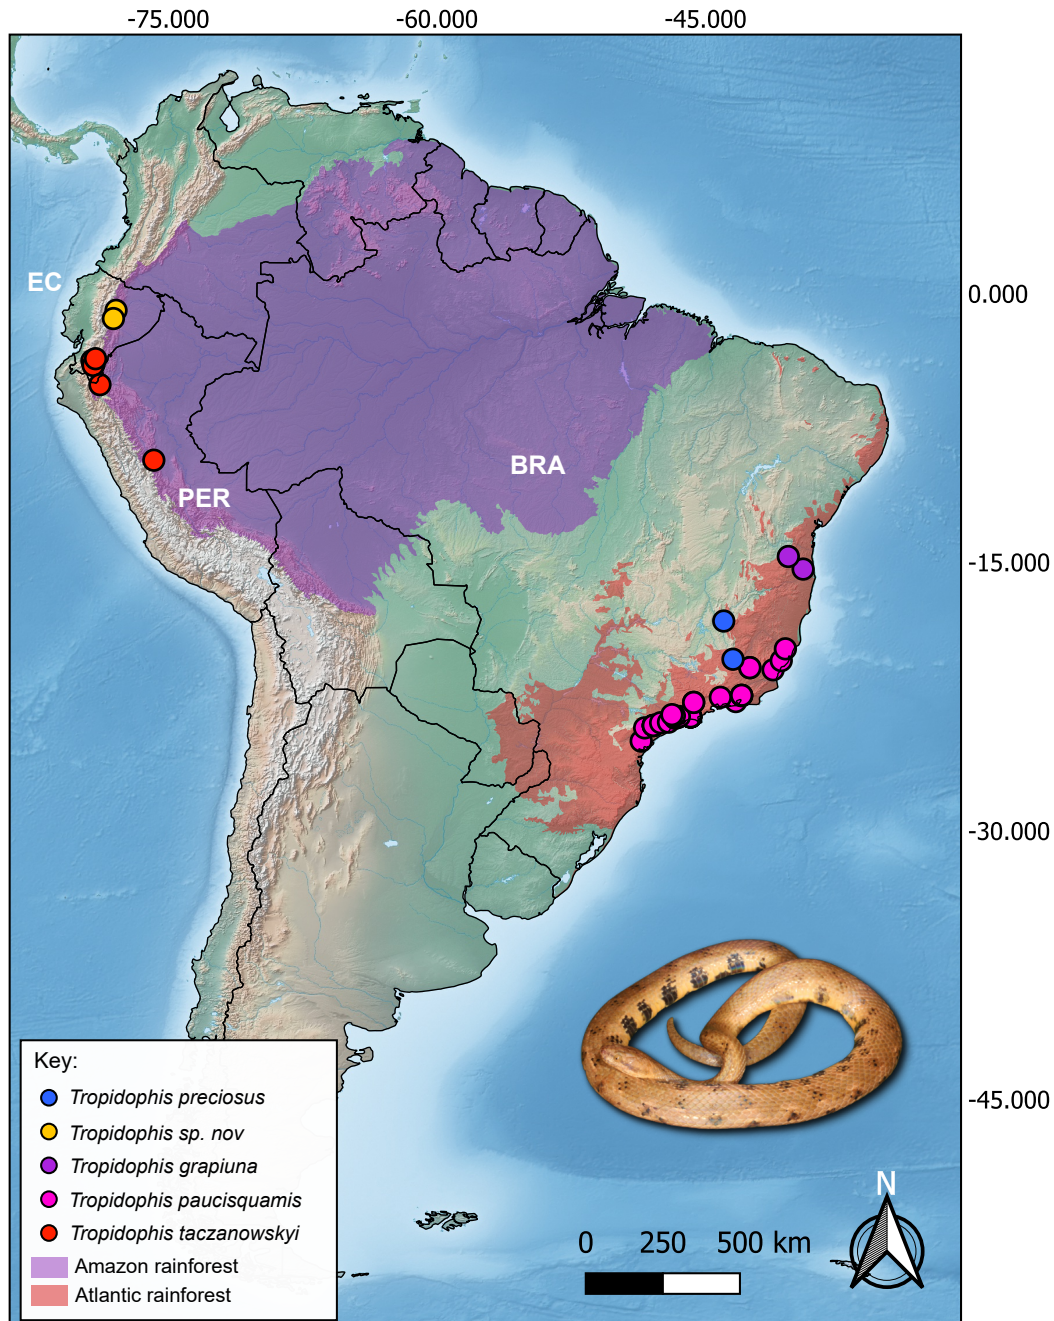 -75.000 -60.000 -45.000
EC
0.000
BRA
PER
-15.000
-30.000
-45.000
Key:
Tropidophis preciosus
Tropidophis sp. nov
Tropidophis grapiuna
Tropidophis paucisquamis
Tropidophis taczanowskyi
Amazon rainforest
Atlantic rainforest
N
0 250 500 km